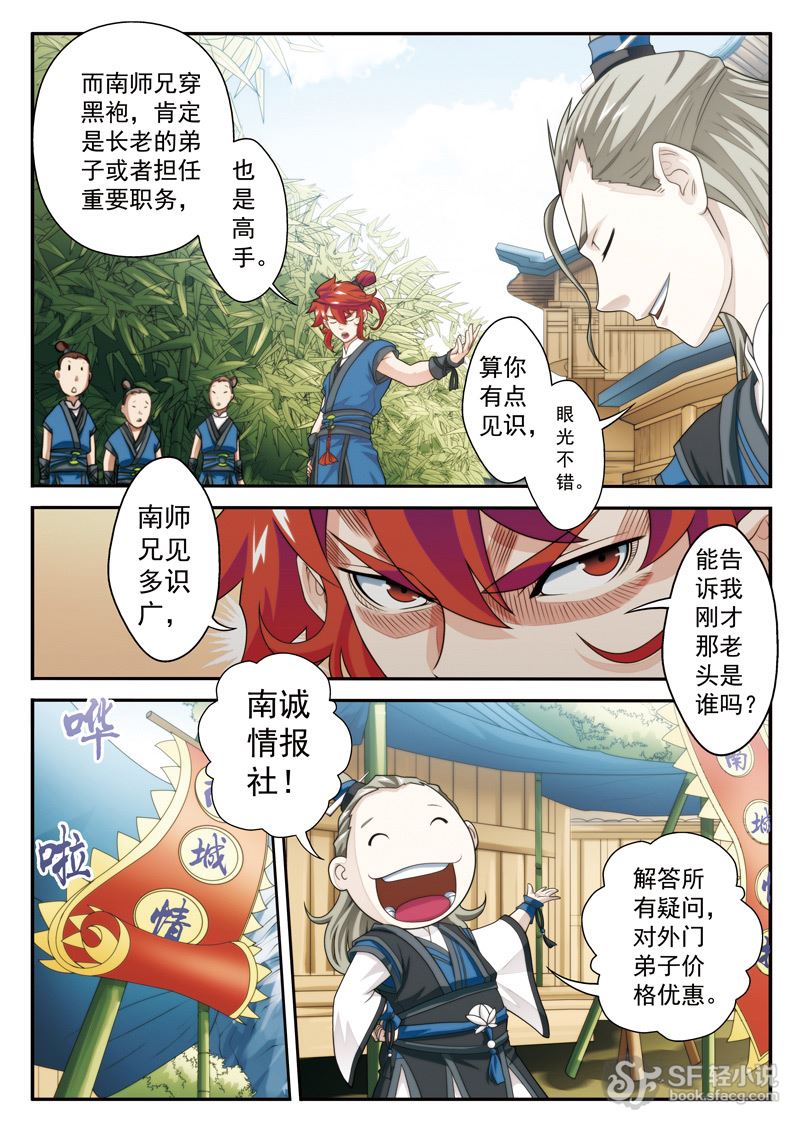 而南师兄穿
黑袍，肯定
是长老的弟
子或者担任
重要职务，
也是高手。
算你有点见识，
眼光不错。
南师兄见多识广，
能告诉我刚才那老头是谁吗？
哗
啦
南诚
情报
社！
城
情
南
解答所
有疑问，
对外门
弟子价
格优惠。
SF轻小说
book.sfacg.com